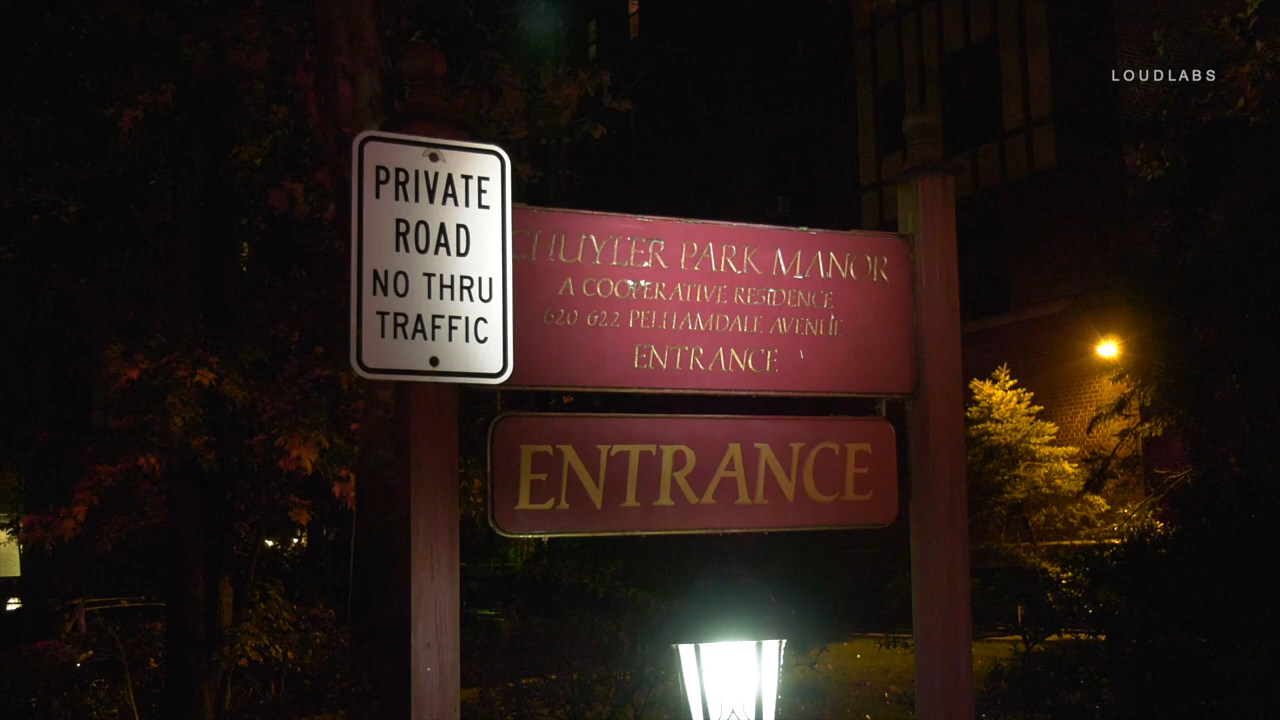 LOUDLABS
PRIVATE
ROAD
NO THRU
TRAFFIC
CHUYLER PARK MANOR
A COOPERATIVE RESIDENCE
620 622 PELHAMDALE AVENUE
ENTRANCE
ENTRANCE